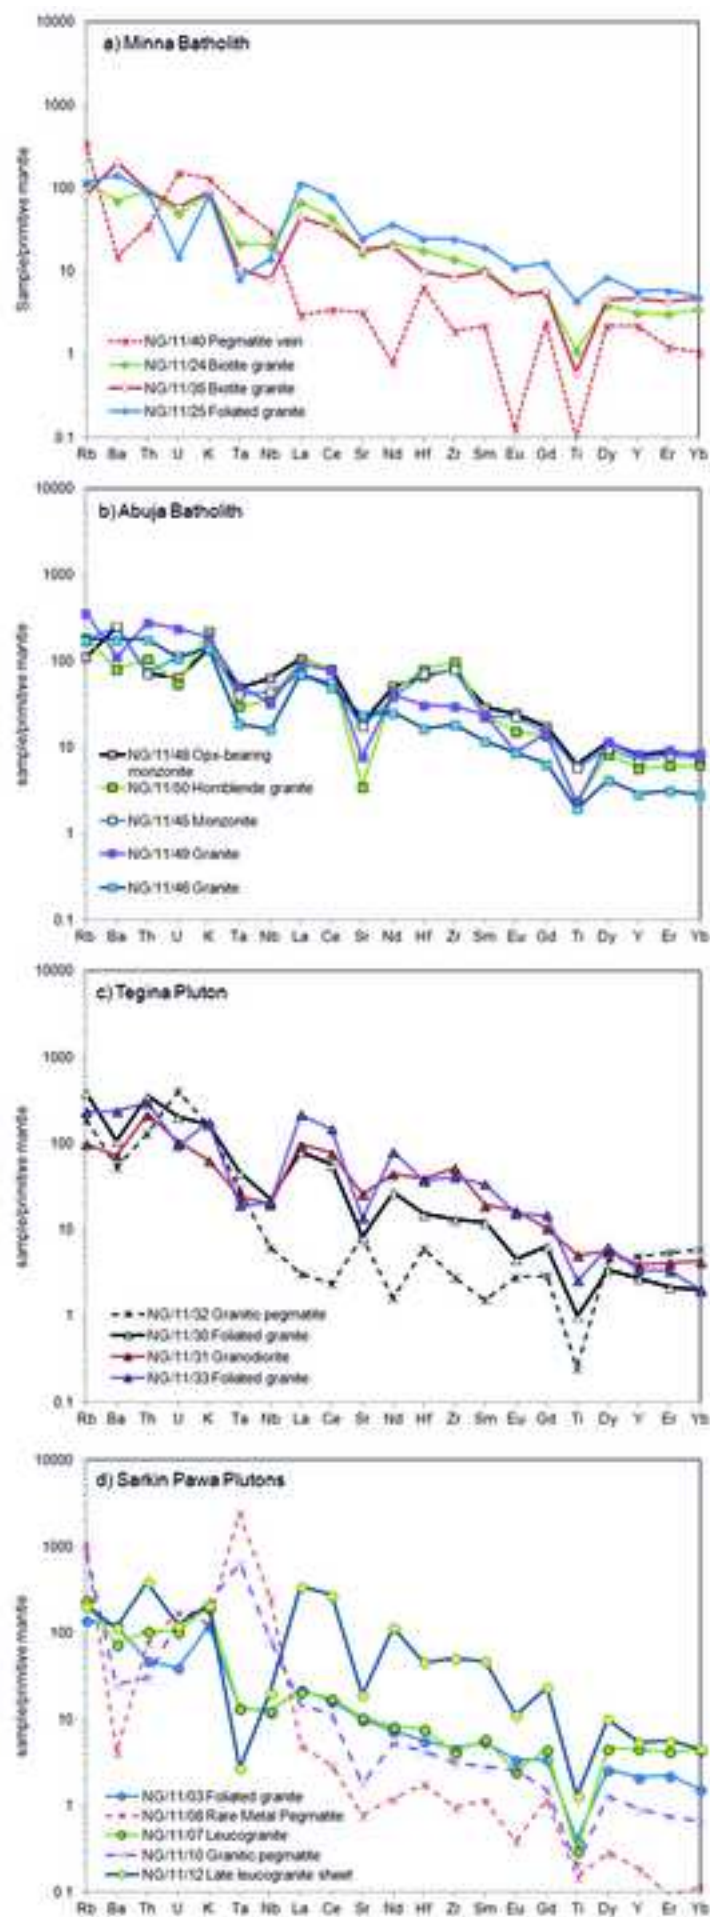 a) Minna Batholith
10000
1000
100
10
1
0.1
Sample/primitive mantle
NG/11/40 Pegmatite vein
NG/11/24 Biotite granite
NG/11/35 Biotite granite
NG/11/25 Foliated granite
Rb Ba Th U K Ta Nb La Ce Sr Nd Hf Zr Sm Eu Gd Ti Dy Y Er Yb
b) Abuja Batholith
10000
1000
100
10
1
0.1
sample/primitive mantle
NG/11/48 Opx-bearing
monzonite
NG/11/50 Hornblende granite
NG/11/45 Monzonite
NG/11/49 Granite
NG/11/46 Granite
Rb Ba Th U K Ta Nb La Ce Sr Nd Hf Zr Sm Eu Gd Ti Dy Y Er Yb
c) Tegina Pluton
10000
1000
100
10
1
0.1
sample/primitive mantle
NG/11/32 Granitic pegmatite
NG/11/30 Foliated granite
NG/11/31 Granodiorite
NG/11/33 Foliated granite
Rb Ba Th U K Ta Nb La Ce Sr Nd Hf Zr Sm Eu Gd Ti Dy Y Er Yb
d) Sarkin Pawa Plutons
10000
1000
100
10
1
0.1
sample/primitive mantle
NG/11/03 Foliated granite
NG/11/08 Rare Metal Pegmatite
NG/11/07 Leucogranite
NG/11/10 Granitic pegmatite
NG/11/12 Late leucogranite sheet
Rb Ba Th U K Ta Nb La Ce Sr Nd Hf Zr Sm Eu Gd Ti Dy Y Er Yb